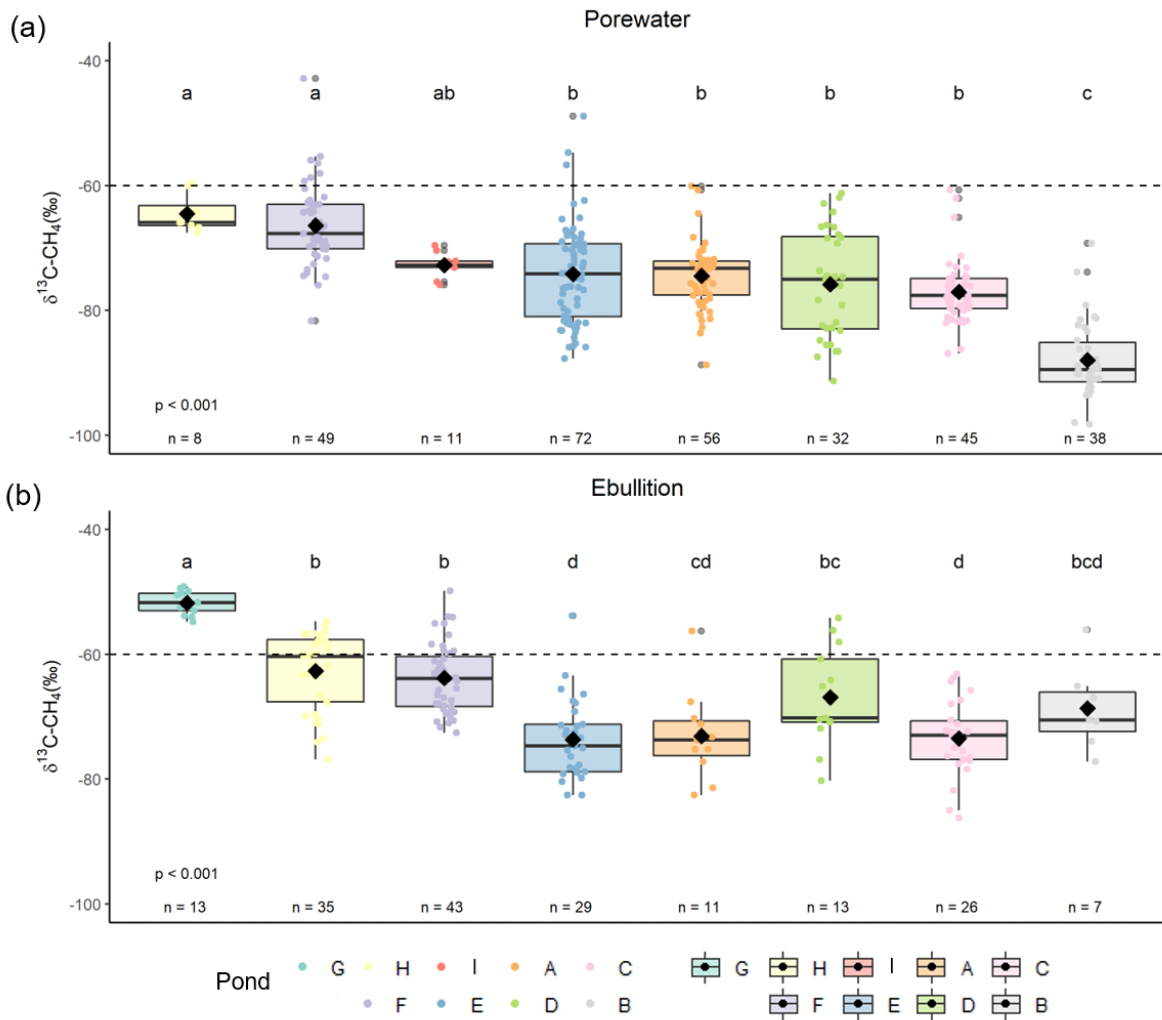 (a)
Porewater
-40
a a ab b b b b c
-60
δ¹³C-CH₄(‰)
-80
p < 0.001
-100
n = 8 n = 49 n = 11 n = 72 n = 56 n = 32 n = 45 n = 38
(b)
Ebullition
-40
a b b d cd bc d bcd
-60
δ¹³C-CH₄(‰)
-80
p < 0.001
-100
n = 13 n = 35 n = 43 n = 29 n = 11 n = 13 n = 26 n = 7
Pond G H I A C G H I A C
F E D B F E D B